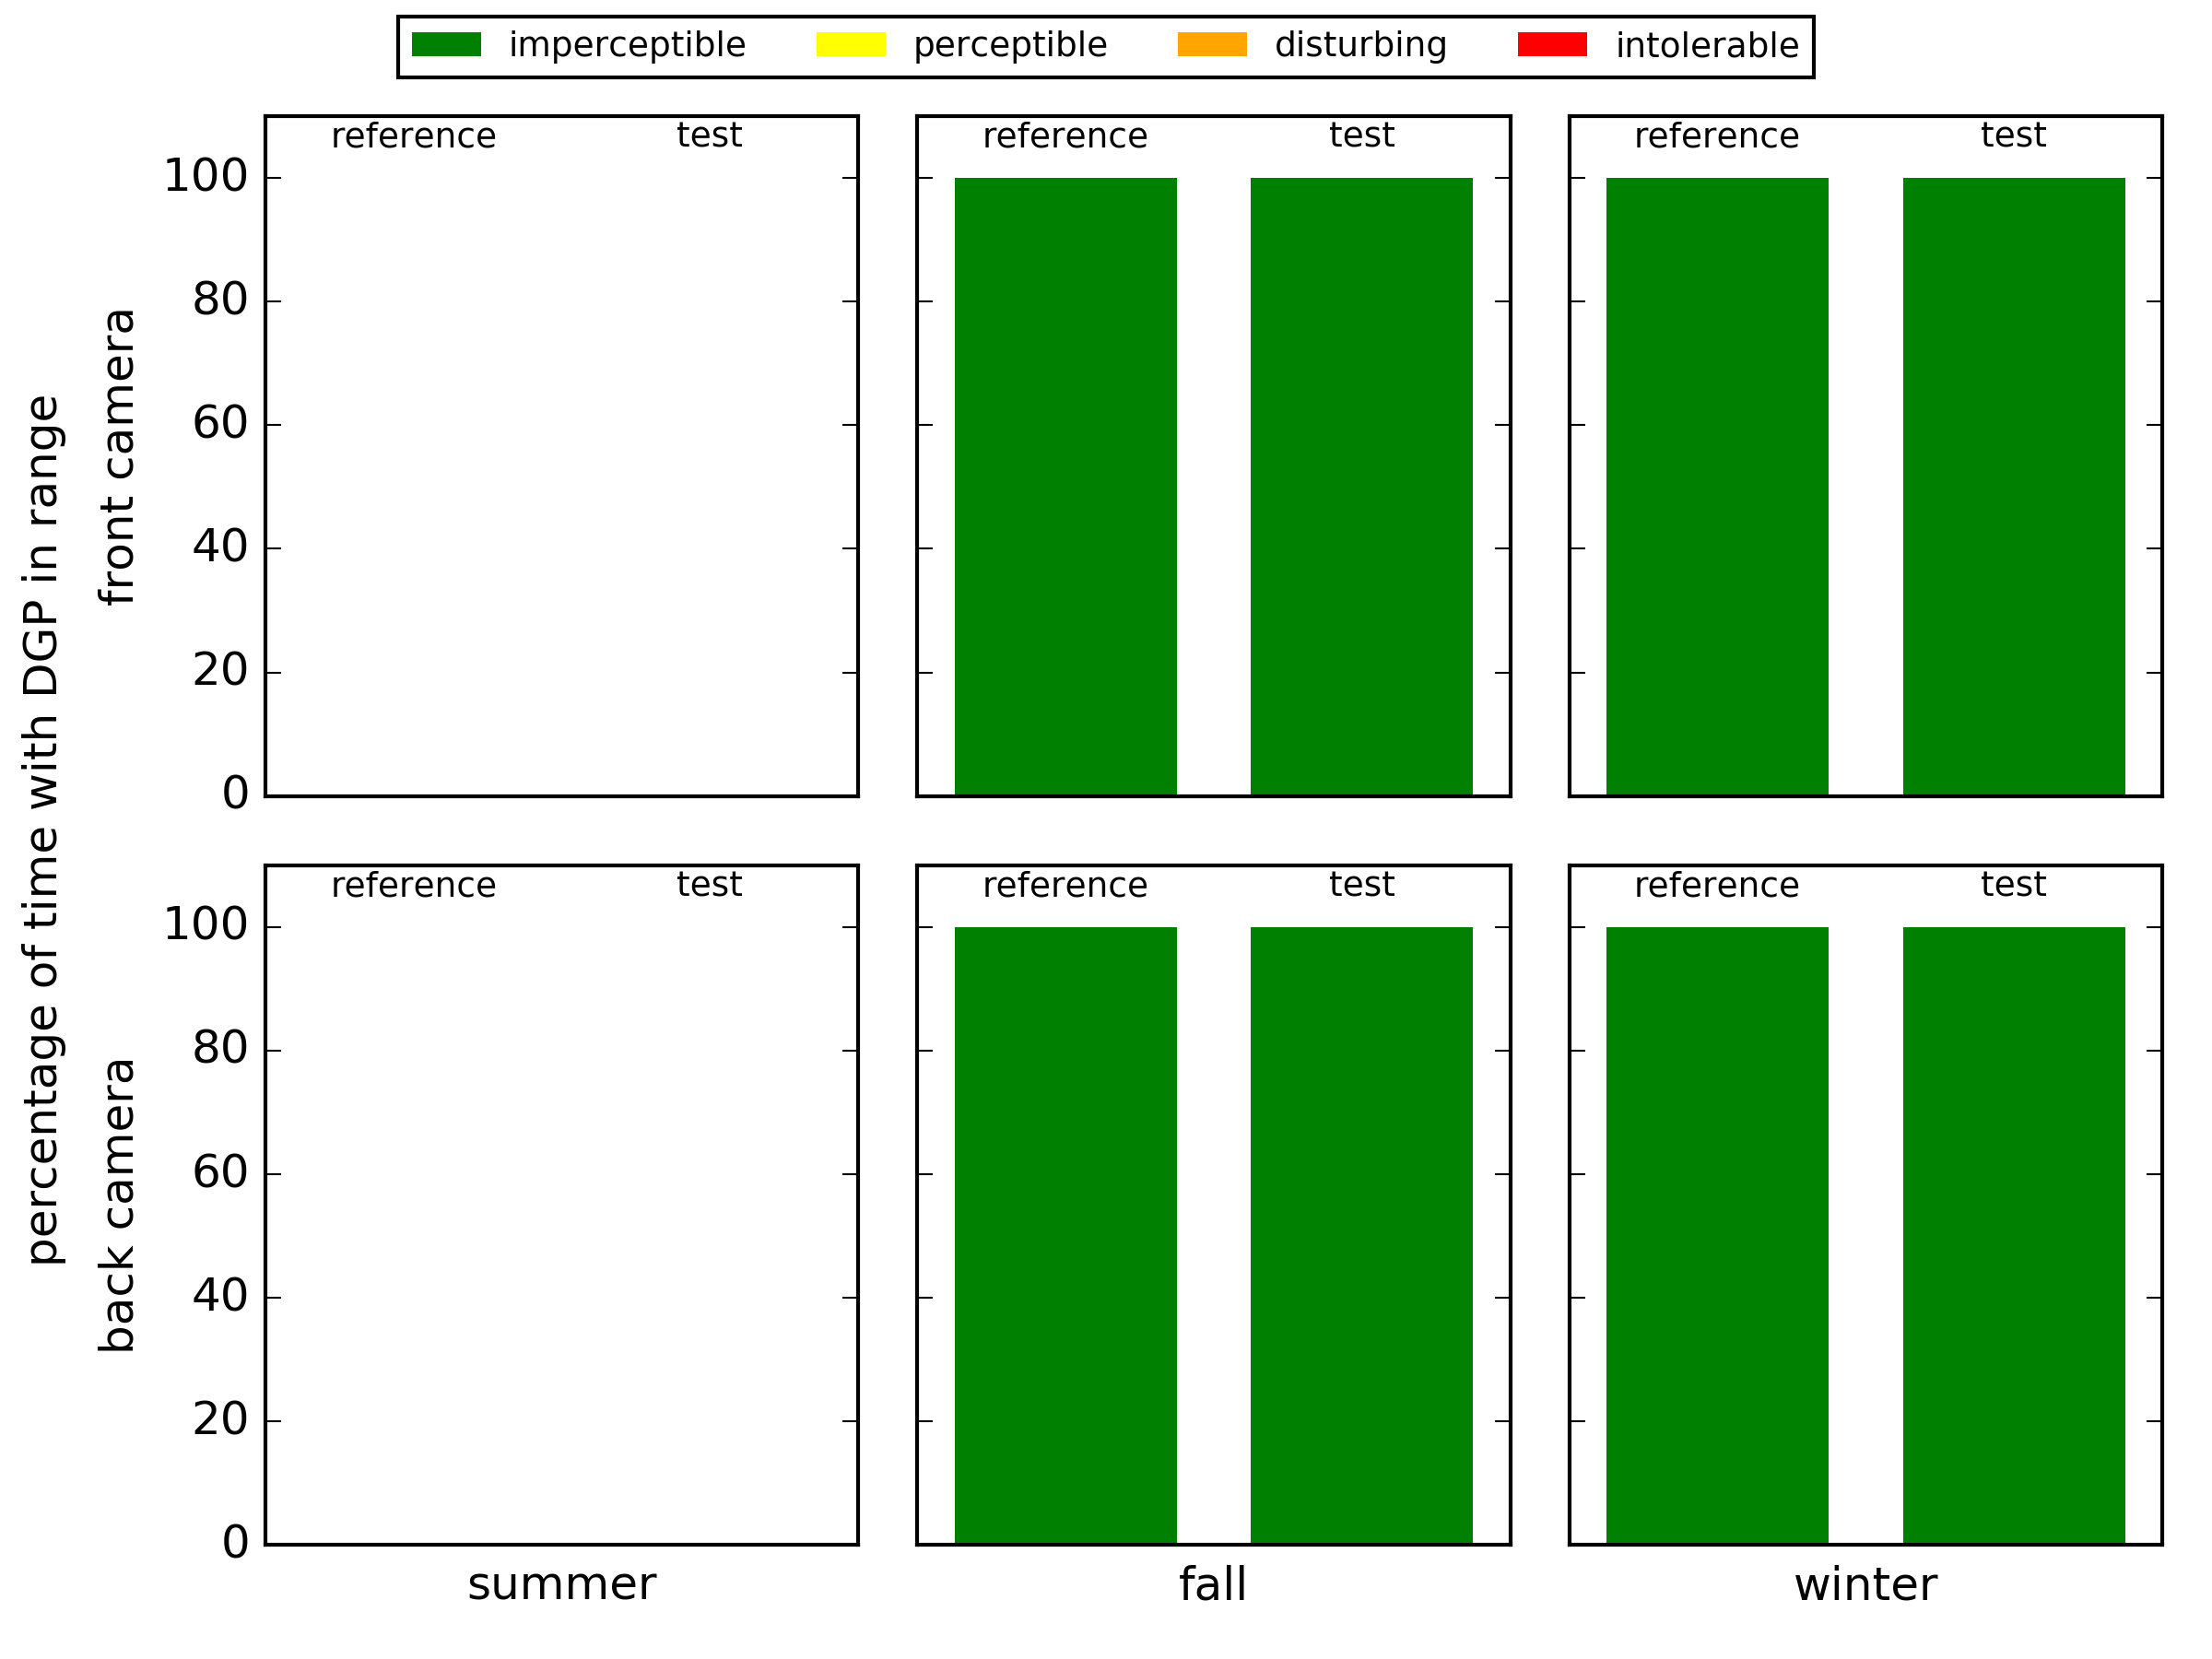 imperceptible perceptible disturbing intolerable
percentage of time with DGP in range
front camera
reference test
100
80
60
40
20
0
reference test
reference test
back camera
reference test
100
80
60
40
20
0
reference test
reference test
summer
fall
winter